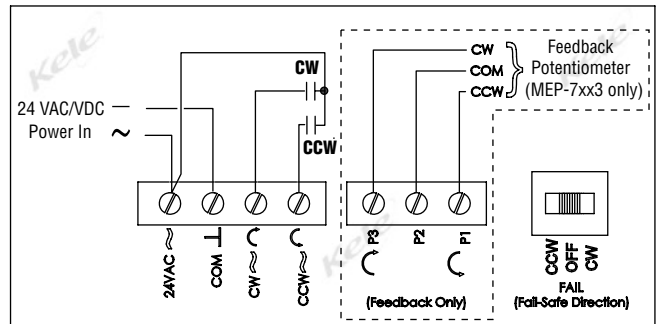 Kele
CW
CCW
24 VAC/VDC —
Power In ~
CW
COM
CCW
Feedback
Potentiometer
(MEP-7xx3 only)
24VAC
COM
CW
CCW
P3
P2
P1
(Feedback Only)
Kele
CCW
OFF
CW
FAIL
(Fail-Safe Direction)
Kele